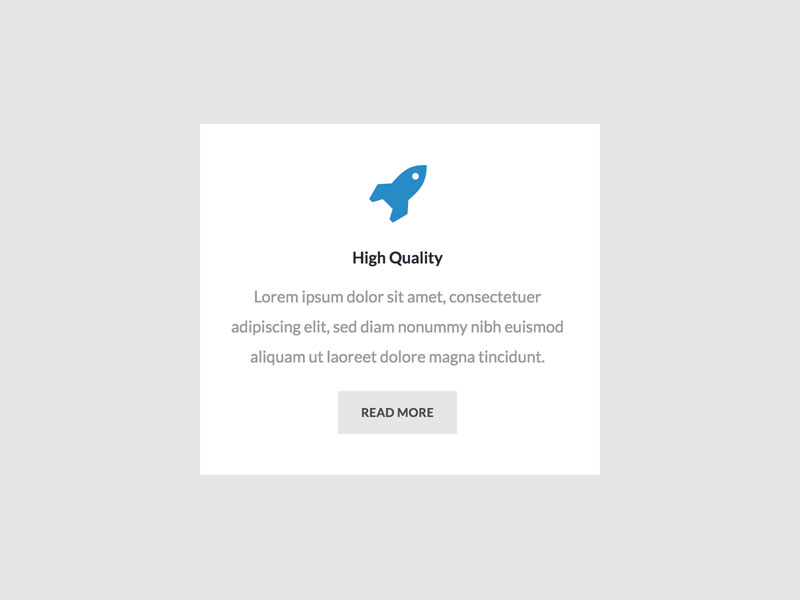 High Quality
Lorem ipsum dolor sit amet, consectetuer
adipiscing elit, sed diam nonummy nibh euismod
aliquam ut laoreet dolore magna tincidunt.
READ MORE